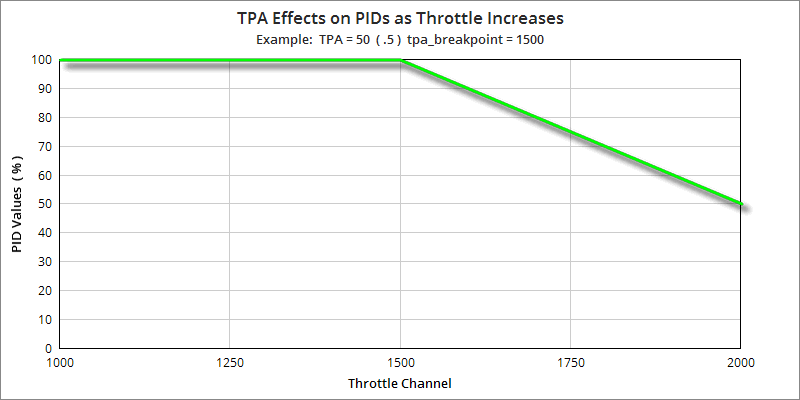 TPA Effects on PIDs as Throttle Increases
Example: TPA = 50 ( .5 ) tpa_breakpoint = 1500
PID Values ( % )
100
90
80
70
60
50
40
30
20
10
0
1000 1250 1500 1750 2000
Throttle Channel